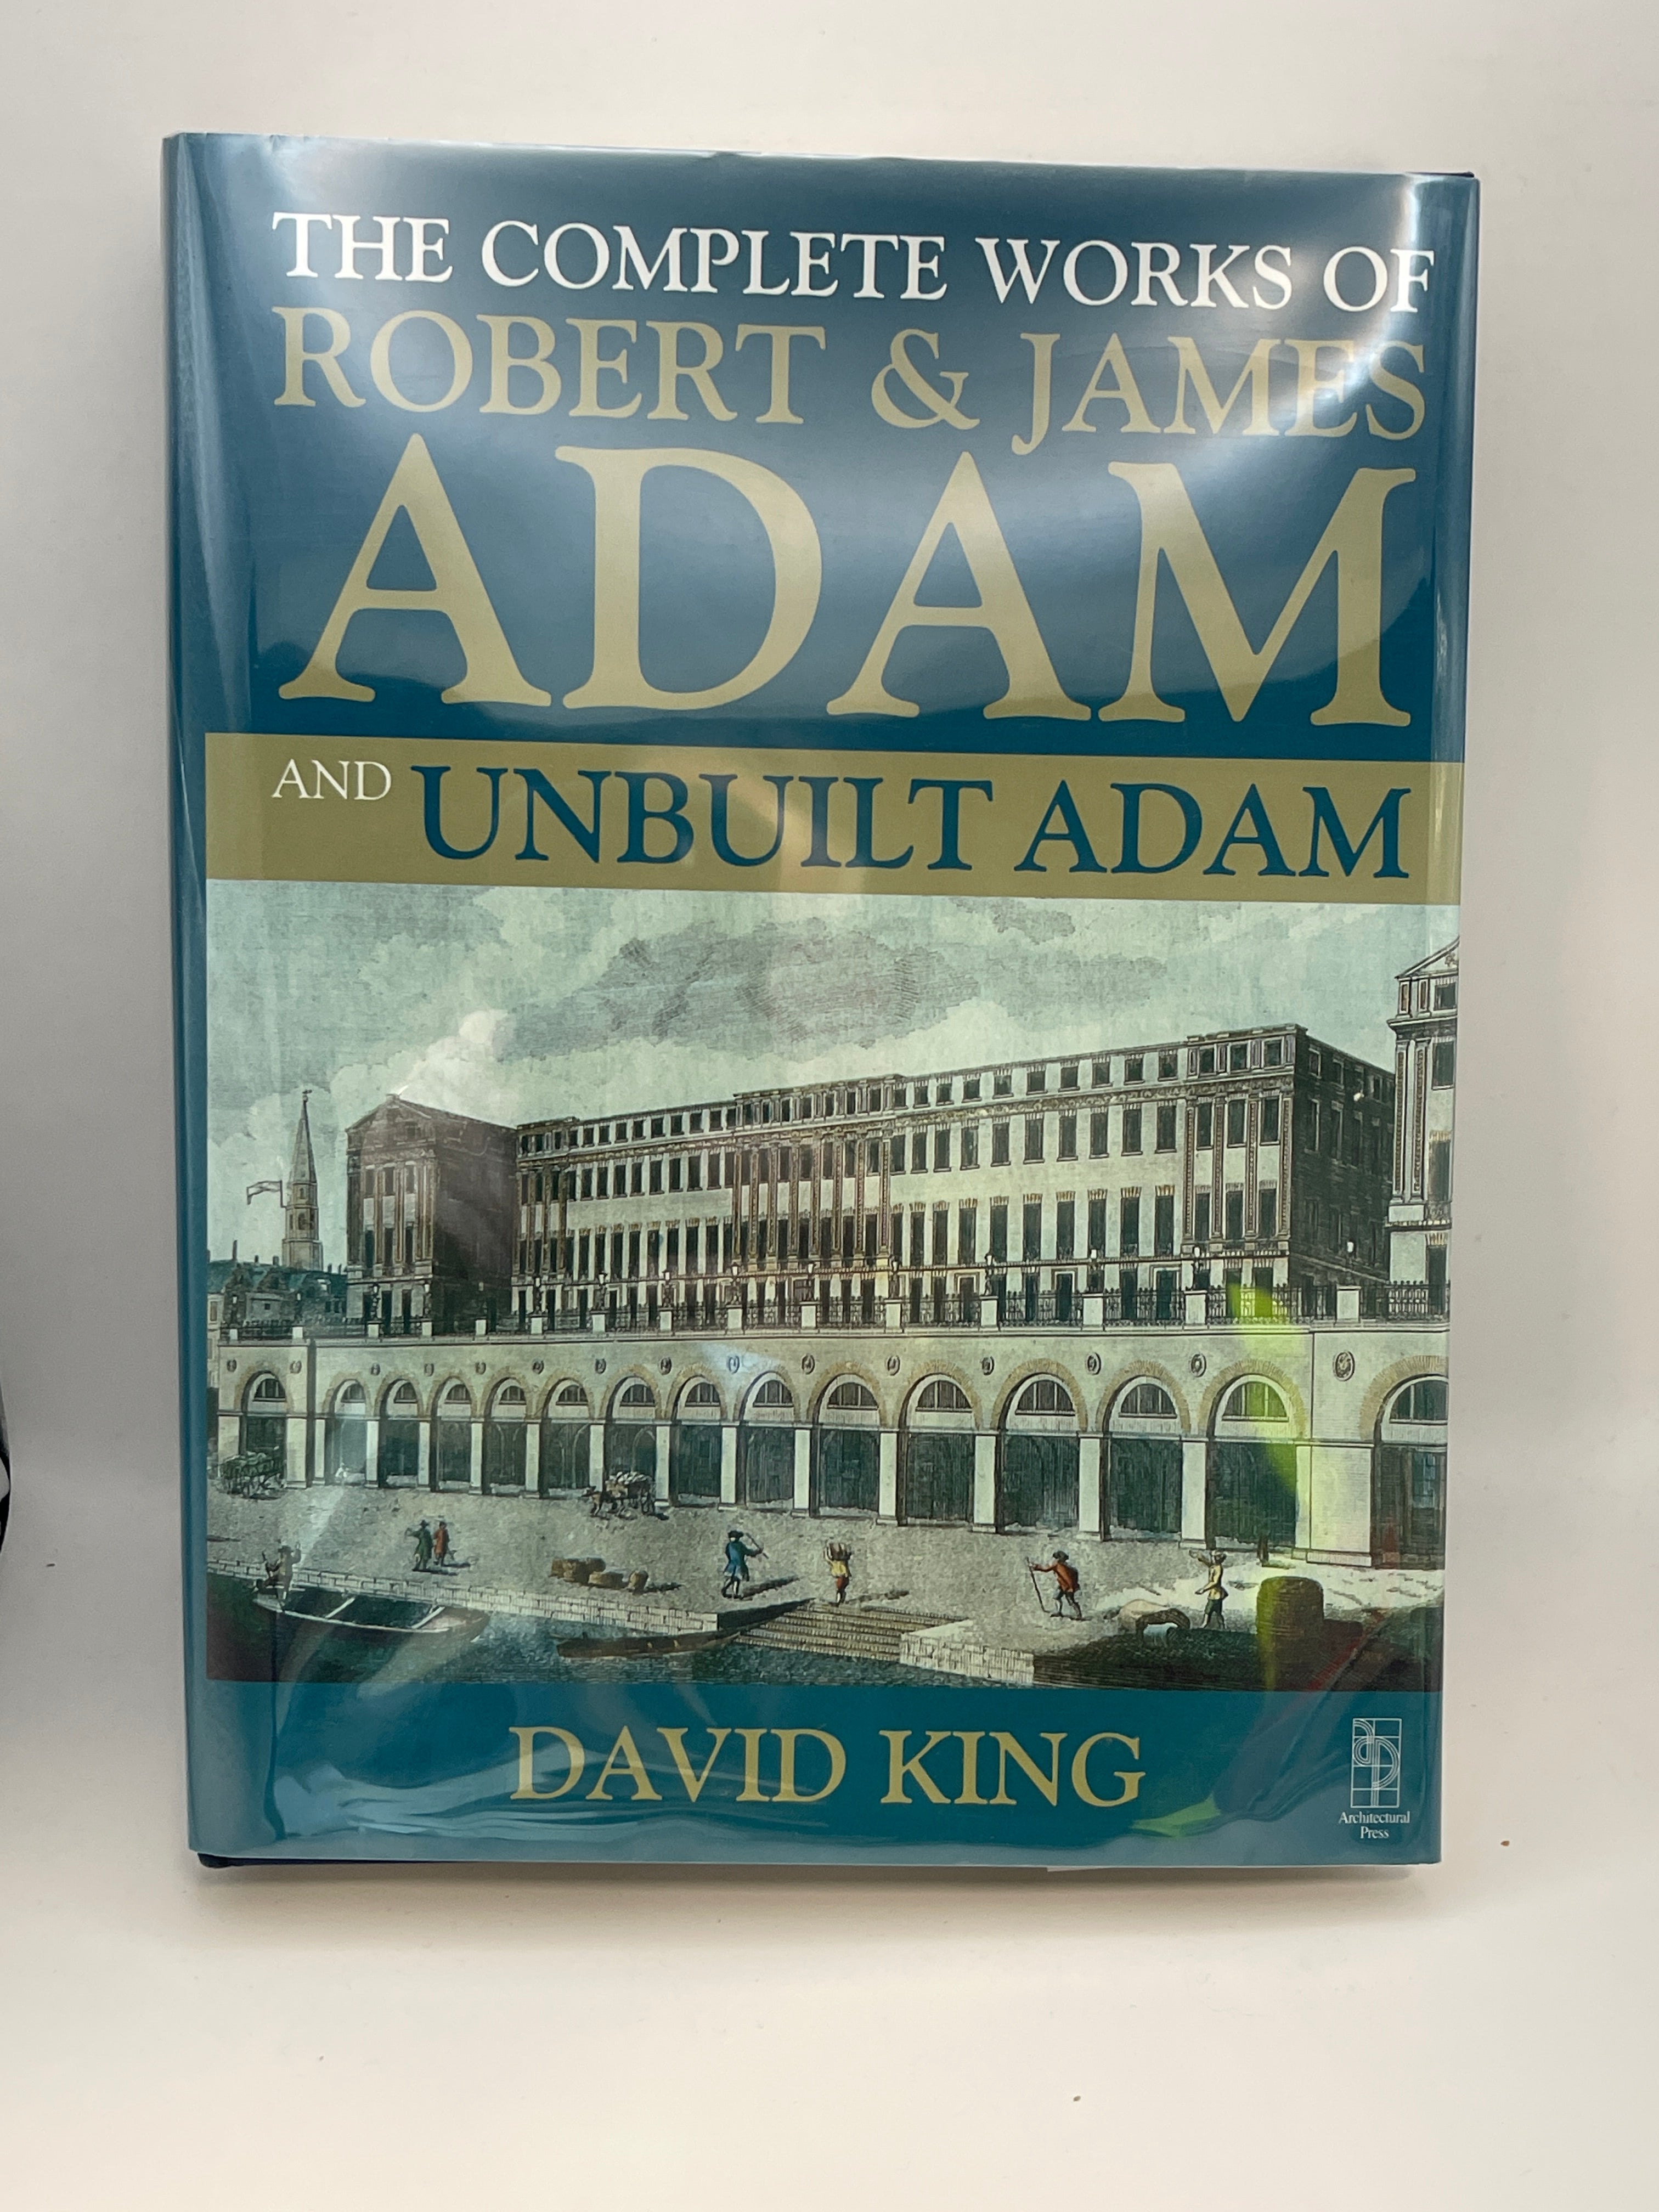 THE COMPLETE WORKS OF
ROBERT & JAMES
ADAM
AND UNBUILT ADAM
DAVID KING
Architectural
Press